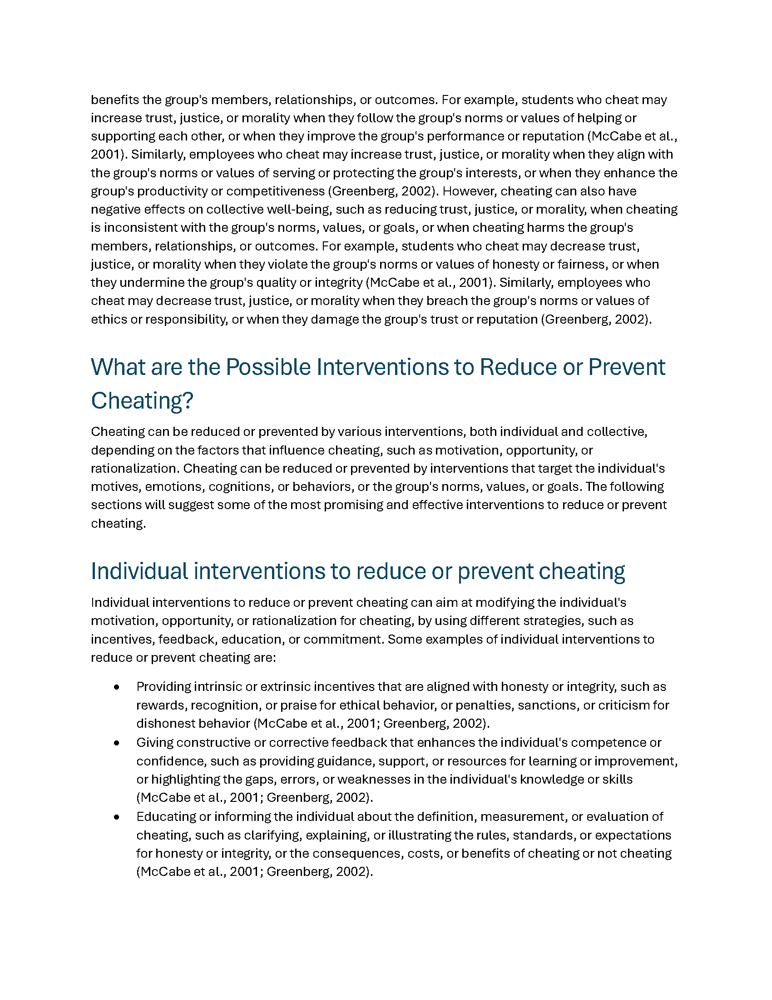 benefits the group's members, relationships, or outcomes. For example, students who cheat may
increase trust, justice, or morality when they follow the group's norms or values of helping or
supporting each other, or when they improve the group's performance or reputation (McCabe et al.,
2001). Similarly, employees who cheat may increase trust, justice, or morality when they align with
the group's norms or values of serving or protecting the group's interests, or when they enhance the
group's productivity or competitiveness (Greenberg, 2002). However, cheating can also have
negative effects on collective well-being, such as reducing trust, justice, or morality, when cheating
is inconsistent with the group's norms, values, or goals, or when cheating harms the group's
members, relationships, or outcomes. For example, students who cheat may decrease trust,
justice, or morality when they violate the group's norms or values of honesty or fairness, or when
they undermine the group's quality or integrity (McCabe et al., 2001). Similarly, employees who
cheat may decrease trust, justice, or morality when they breach the group's norms or values of
ethics or responsibility, or when they damage the group's trust or reputation (Greenberg, 2002).
What are the Possible Interventions to Reduce or Prevent
Cheating?
Cheating can be reduced or prevented by various interventions, both individual and collective,
depending on the factors that influence cheating, such as motivation, opportunity, or
rationalization. Cheating can be reduced or prevented by interventions that target the individual's
motives, emotions, cognitions, or behaviors, or the group's norms, values, or goals. The following
sections will suggest some of the most promising and effective interventions to reduce or prevent
cheating.
Individual interventions to reduce or prevent cheating
Individual interventions to reduce or prevent cheating can aim at modifying the individual's
motivation, opportunity, or rationalization for cheating, by using different strategies, such as
incentives, feedback, education, or commitment. Some examples of individual interventions to
reduce or prevent cheating are:
● Providing intrinsic or extrinsic incentives that are aligned with honesty or integrity, such as
rewards, recognition, or praise for ethical behavior, or penalties, sanctions, or criticism for
dishonest behavior (McCabe et al., 2001; Greenberg, 2002).
● Giving constructive or corrective feedback that enhances the individual's competence or
confidence, such as providing guidance, support, or resources for learning or improvement,
or highlighting the gaps, errors, or weaknesses in the individual's knowledge or skills
(McCabe et al., 2001; Greenberg, 2002).
● Educating or informing the individual about the definition, measurement, or evaluation of
cheating, such as clarifying, explaining, or illustrating the rules, standards, or expectations
for honesty or integrity, or the consequences, costs, or benefits of cheating or not cheating
(McCabe et al., 2001; Greenberg, 2002).